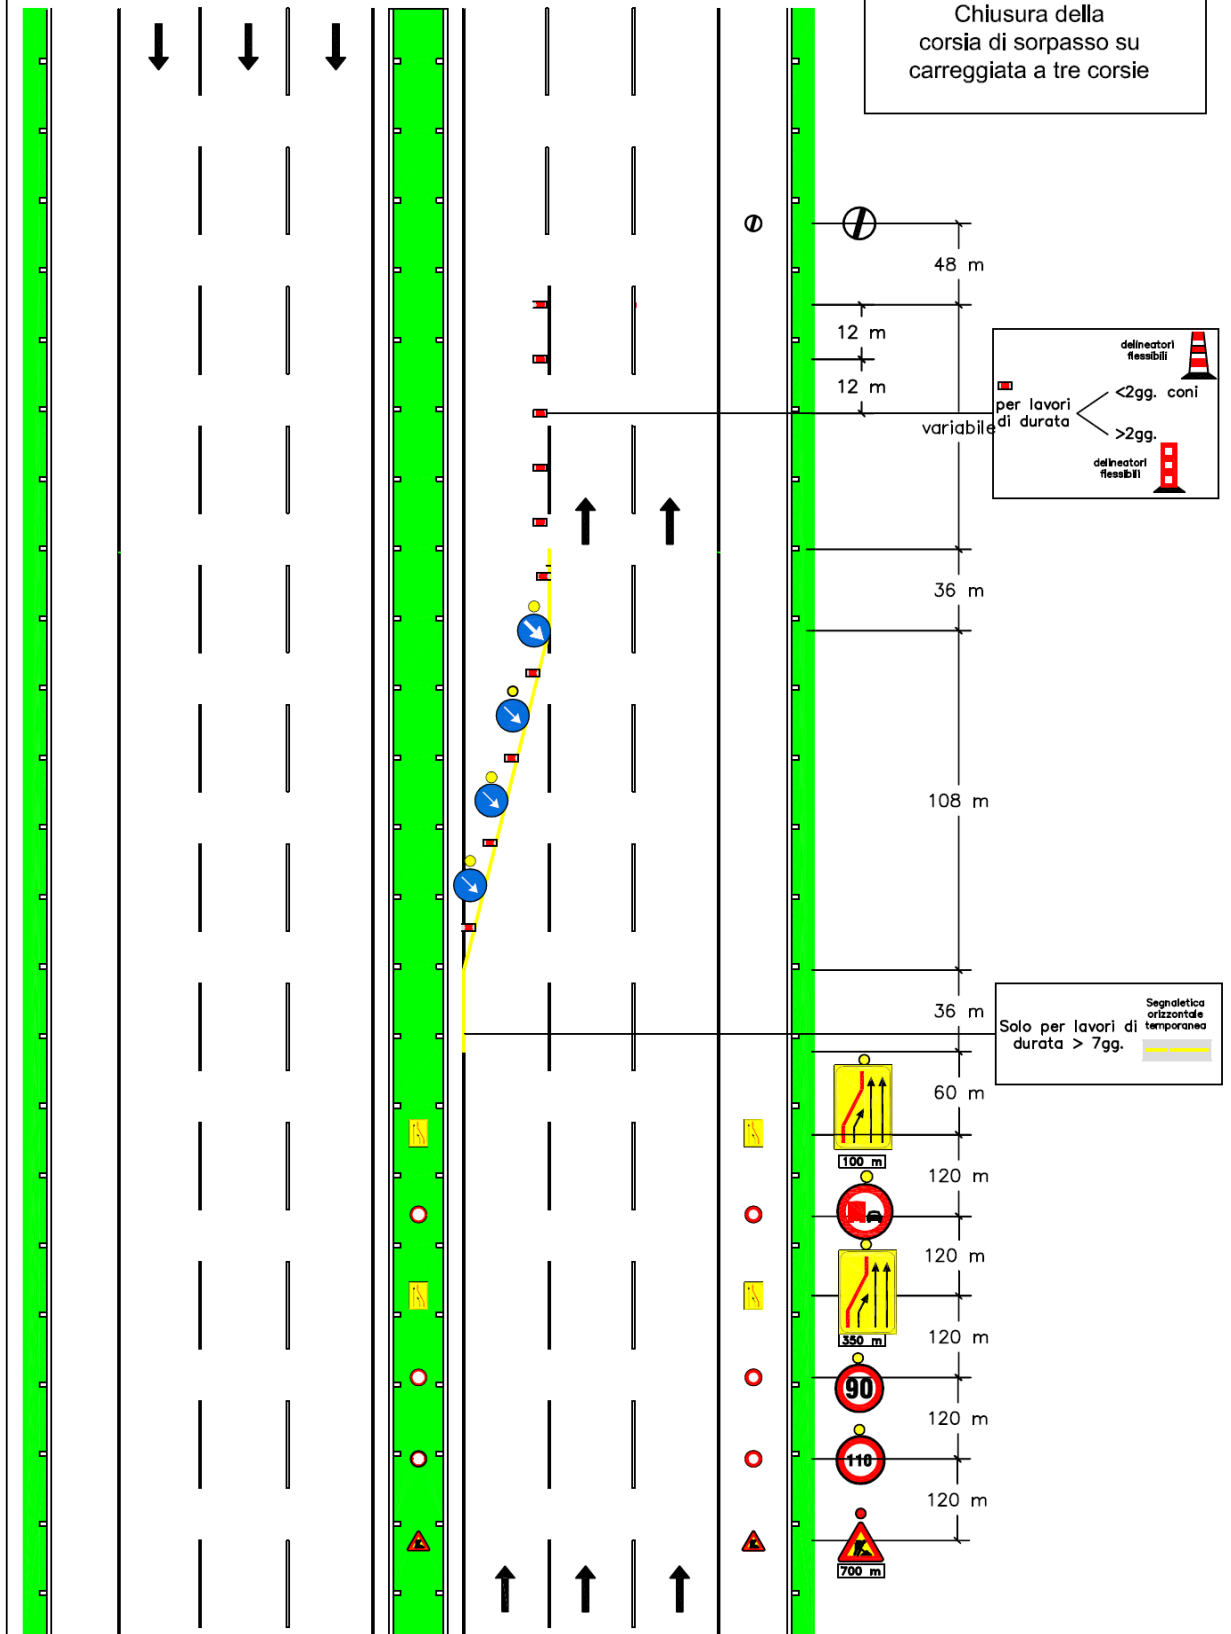 Chiusura della
corsia di sorpasso su
carreggiata a tre corsie
48 m
12 m
12 m
variabile
delineatori
flessibili
<2gg. coni
per lavori
di durata
>2gg.
delineatori
flessibili
36 m
108 m
36 m
Solo per lavori di
durata > 7gg.
Segnaletica
orizzontale
temporanea
60 m
100 m
120 m
120 m
350 m
120 m
90
120 m
110
120 m
700 m